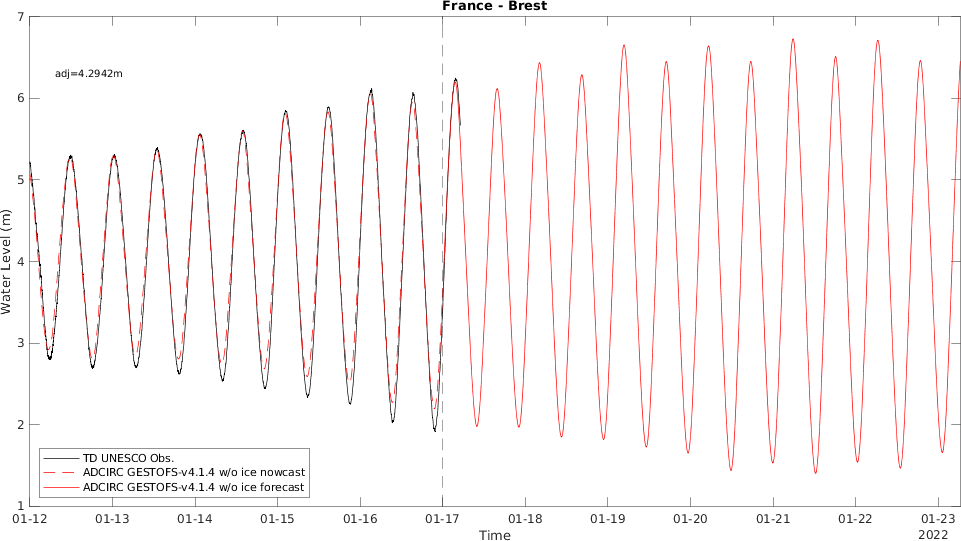 France - Brest
7
adj=4.2942m
6
5
4
3
2
1
Water Level (m)
TD UNESCO Obs.
ADCIRC GESTOFS-v4.1.4 w/o ice nowcast
ADCIRC GESTOFS-v4.1.4 w/o ice forecast
01-12 01-13 01-14 01-15 01-16 01-17 01-18 01-19 01-20 01-21 01-22 01-23
Time 2022